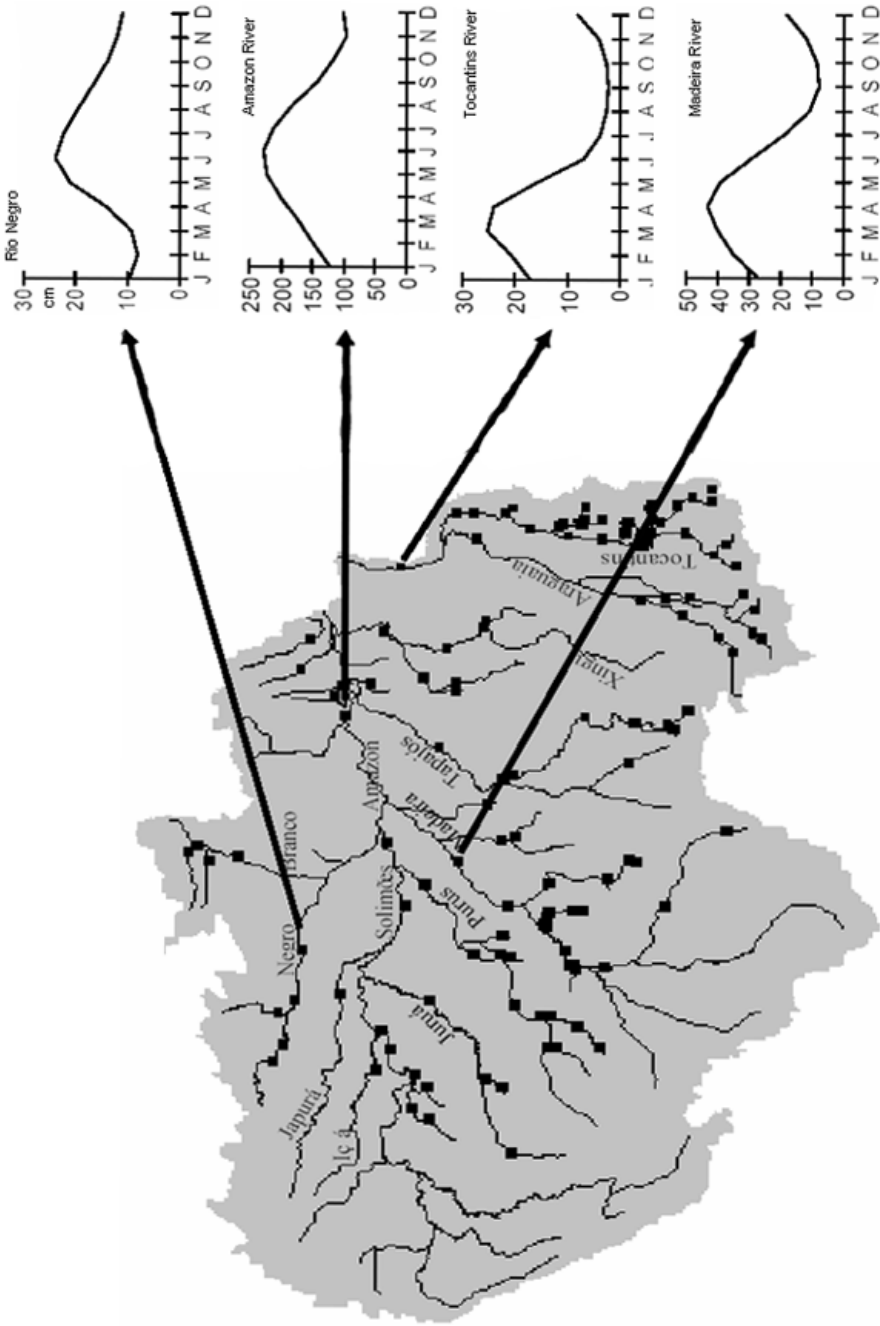 Rio Negro
30
cm
20
10
0
J F M A M J J A S O N D
Amazon River
250
200
150
100
50
0
J F M A M J J A S O N D
Tocantins River
30
20
10
0
J F M A M J J A S O N D
Madeira River
50
40
30
20
10
0
J F M A M J J A S O N D
Negro
Branco
Japurá
Iç á
Solimões
Amazon
Juruá
Purus
Madeira
Tapajós
Xingu
Araguaia
Tocantins